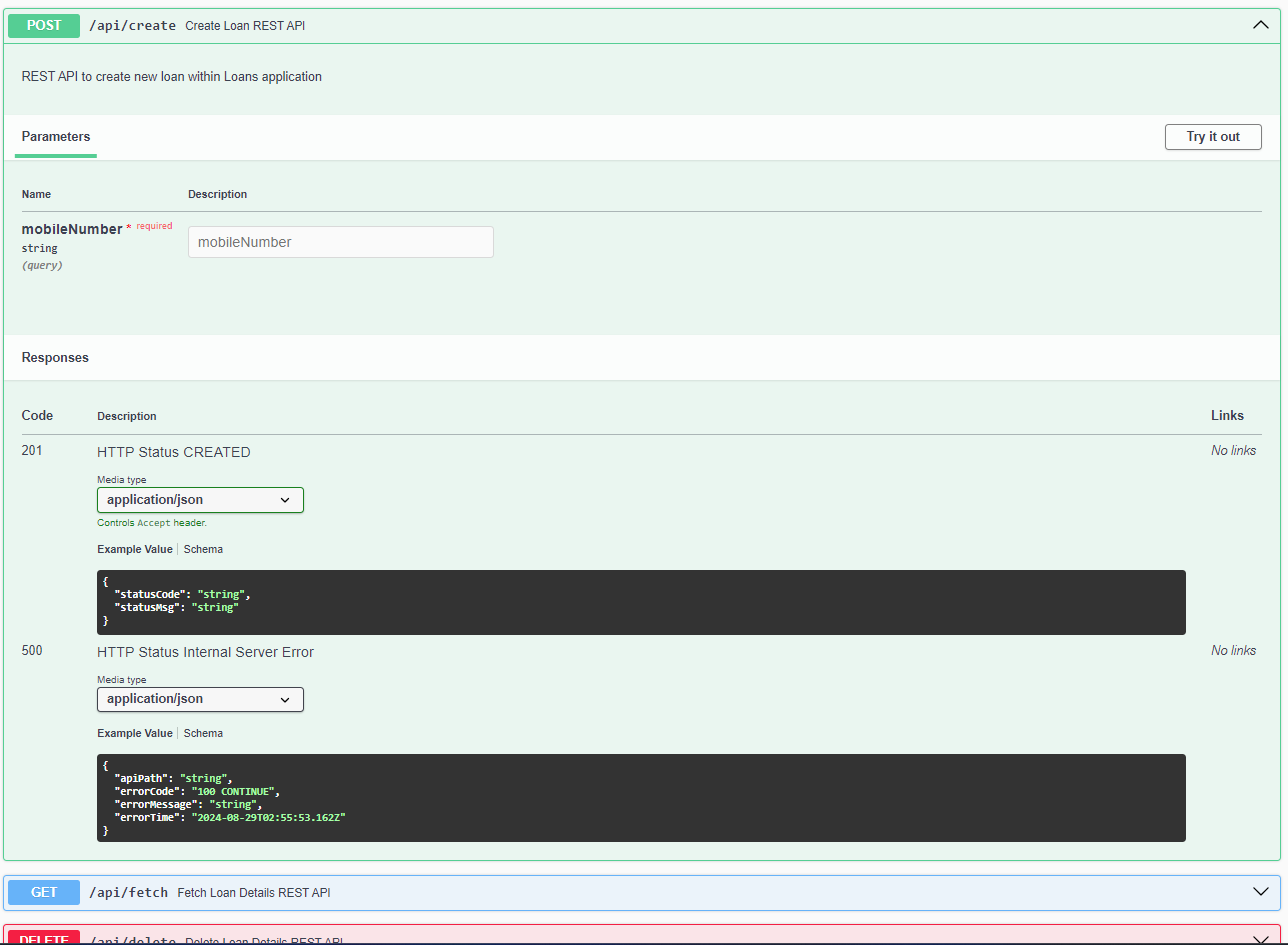 POST /api/create Create Loan REST API
REST API to create new loan within Loans application
Parameters
Try it out
Name Description
mobileNumber * required
string
(query)
mobileNumber
Responses
Code Description Links
201 HTTP Status CREATED No links
Media type
application/json
Controls Accept header.
Example Value Schema
{
"statusCode": "string",
"statusMsg": "string"
}
500 HTTP Status Internal Server Error No links
Media type
application/json
Example Value Schema
{
"apiPath": "string",
"errorCode": "100 CONTINUE",
"errorMessage": "string",
"errorTime": "2024-08-29T02:55:53.162Z"
}
GET /api/fetch Fetch Loan Details REST API
DELETE /api/delete Delete Loan Details REST API